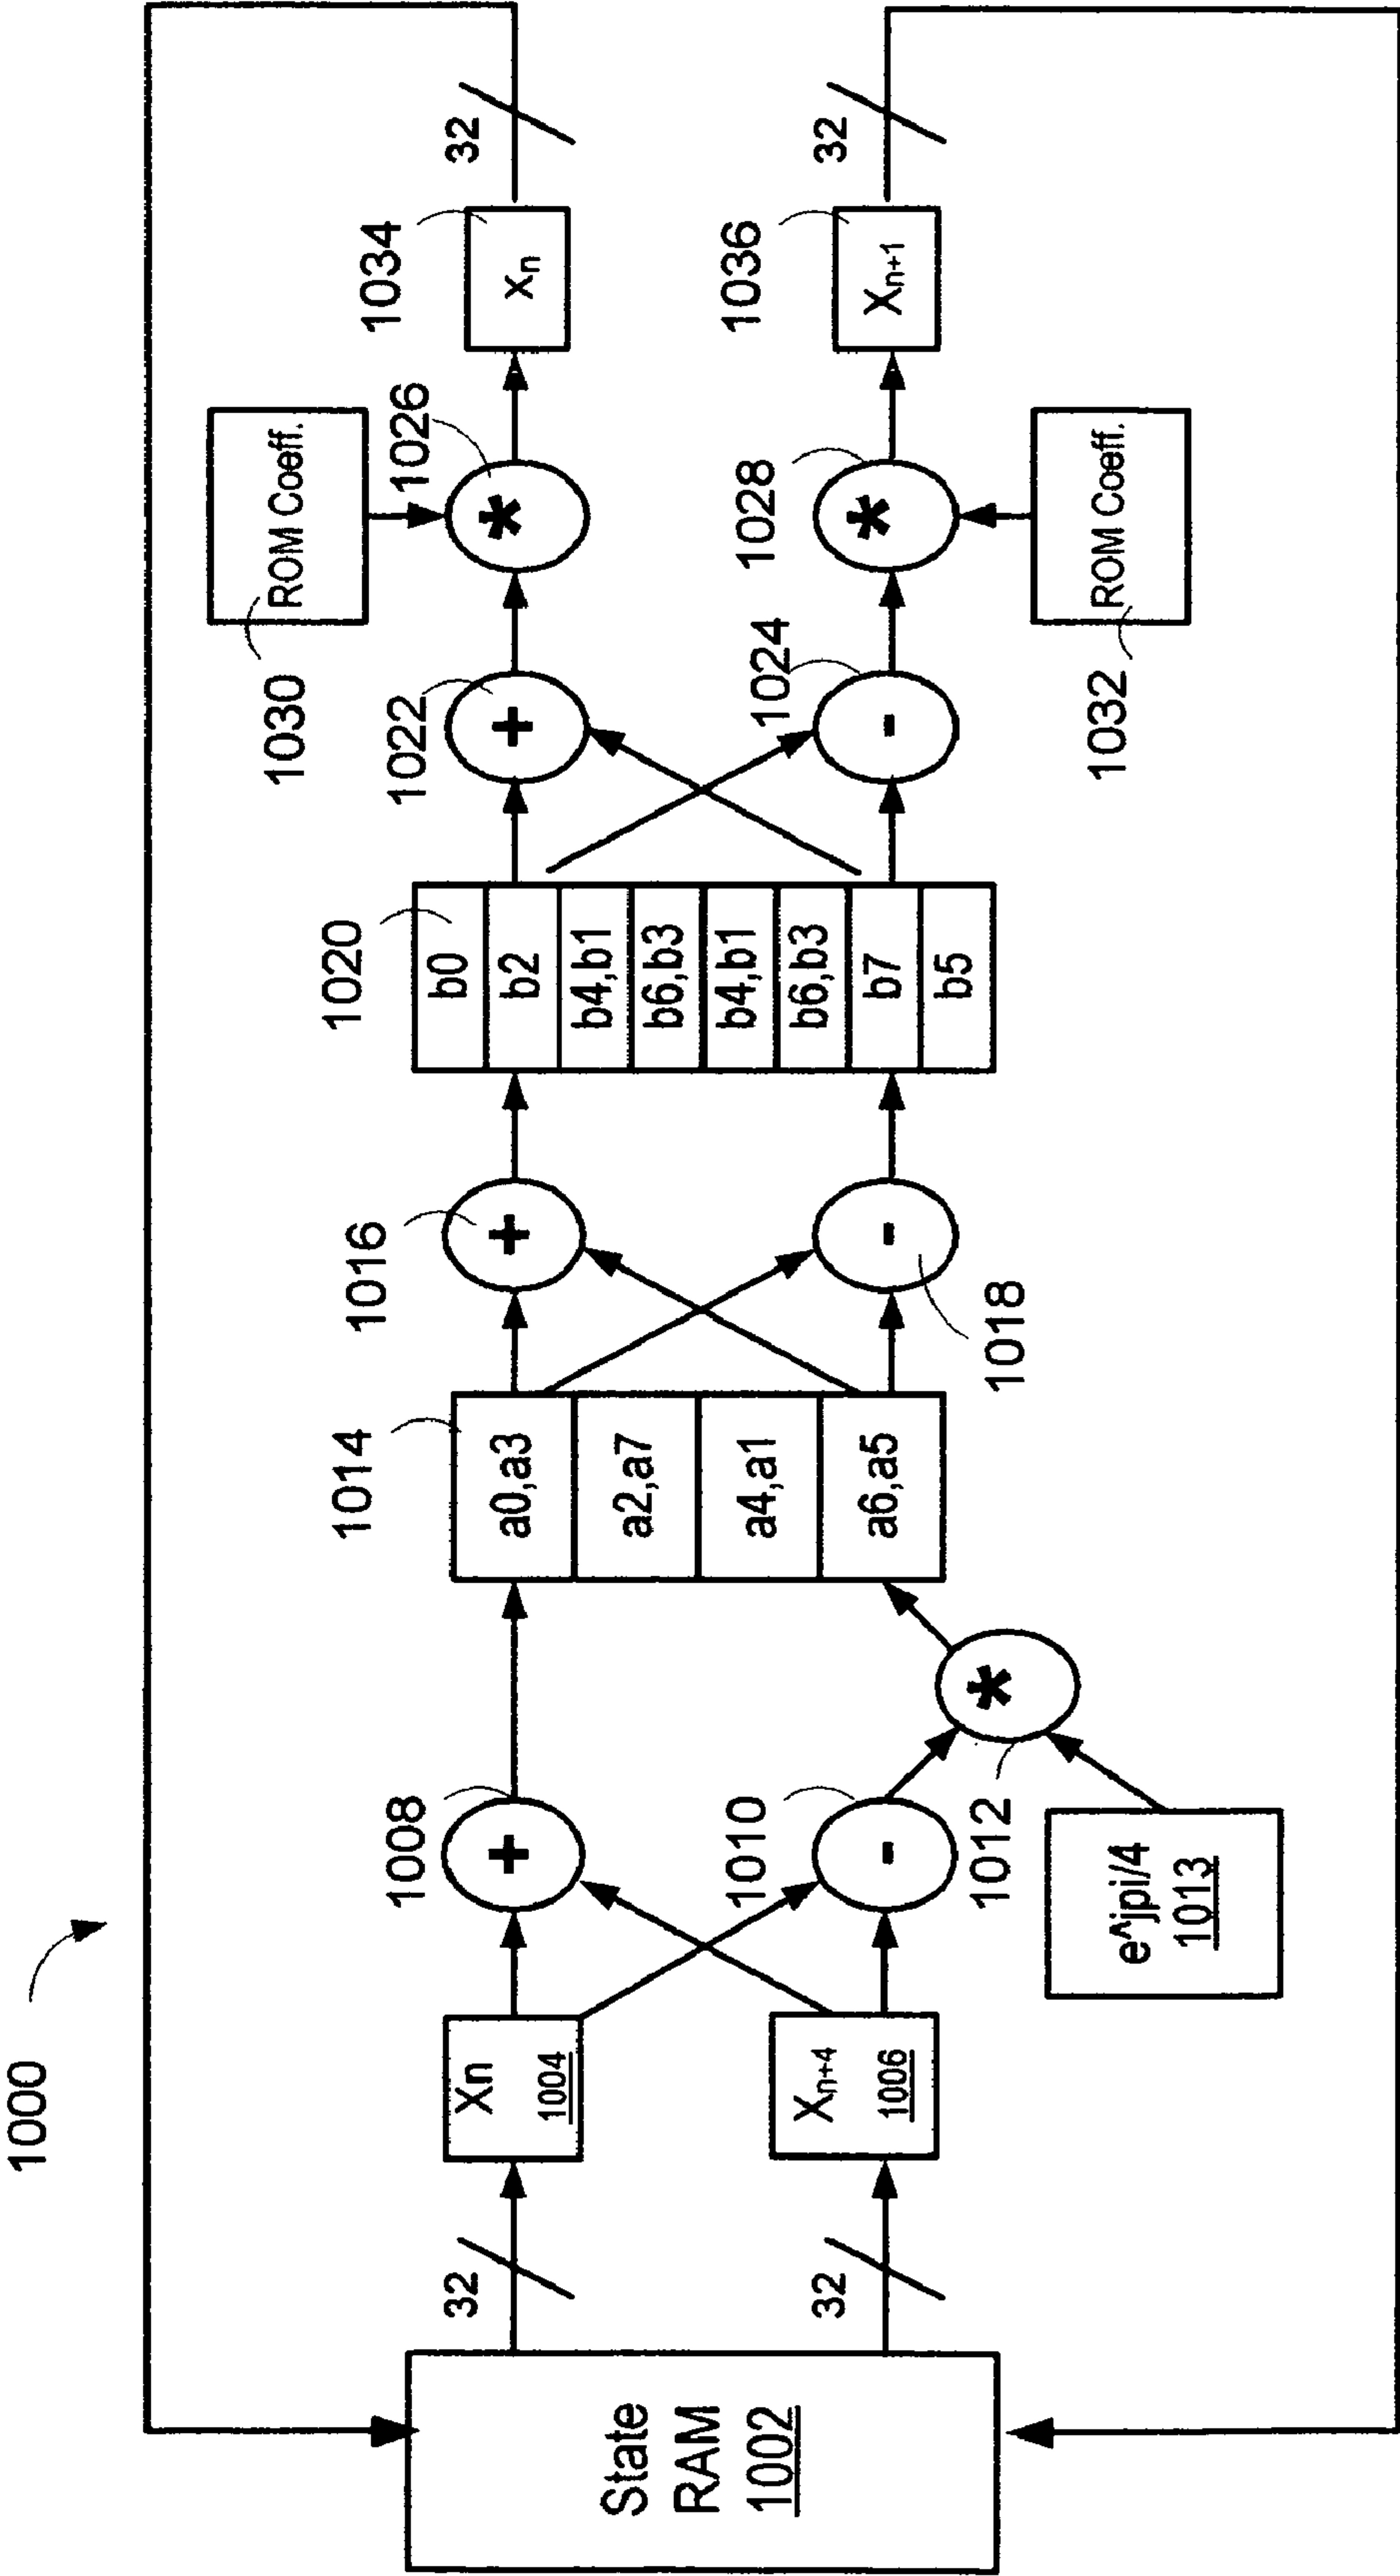 1000
State
RAM
1002
32
32
Xn
1004
Xn+4
1006
1008
+
1010
-
1012
*
e^jpi/4
1013
1014
a0,a3
a2,a7
a4,a1
a6,a5
1016
+
1018
-
1020
b0
b2
b4,b1
b6,b3
b4,b1
b6,b3
b7
b5
1022
+
1024
-
1030
ROM Coeff.
1026
*
1028
*
1032
ROM Coeff.
1034
xn
1036
Xn+1
32
32